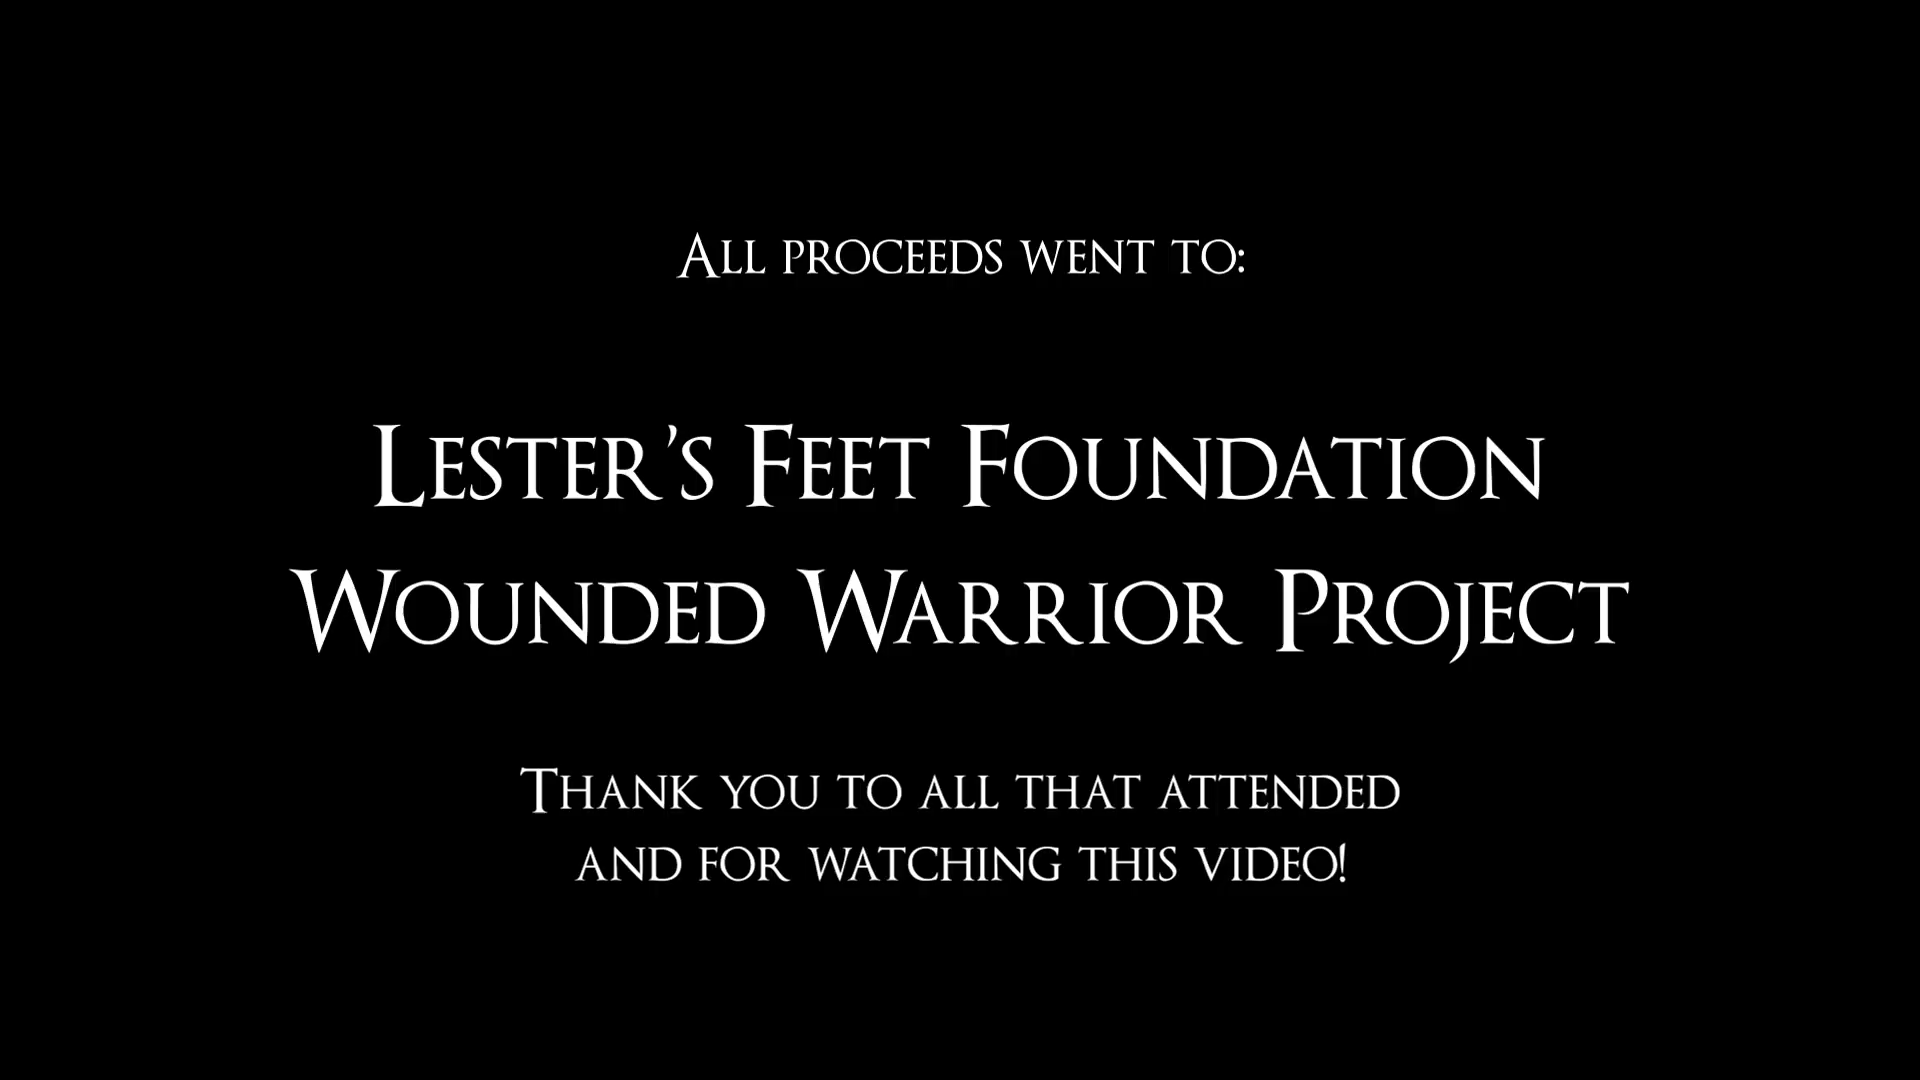 All proceeds went to:
Lester's Feet Foundation
Wounded Warrior Project
Thank you to all that attended
and for watching this video!